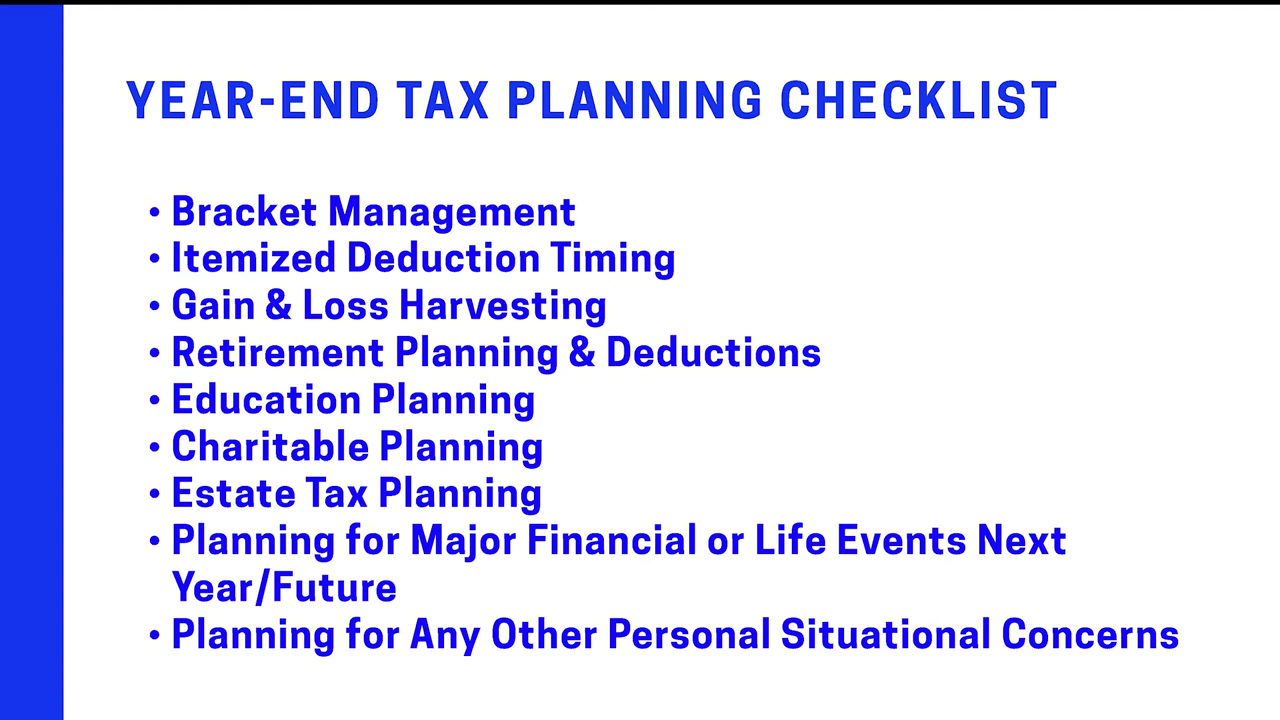 YEAR-END TAX PLANNING CHECKLIST
• Bracket Management
• Itemized Deduction Timing
• Gain & Loss Harvesting
• Retirement Planning & Deductions
• Education Planning
• Charitable Planning
• Estate Tax Planning
• Planning for Major Financial or Life Events Next
Year/Future
• Planning for Any Other Personal Situational Concerns